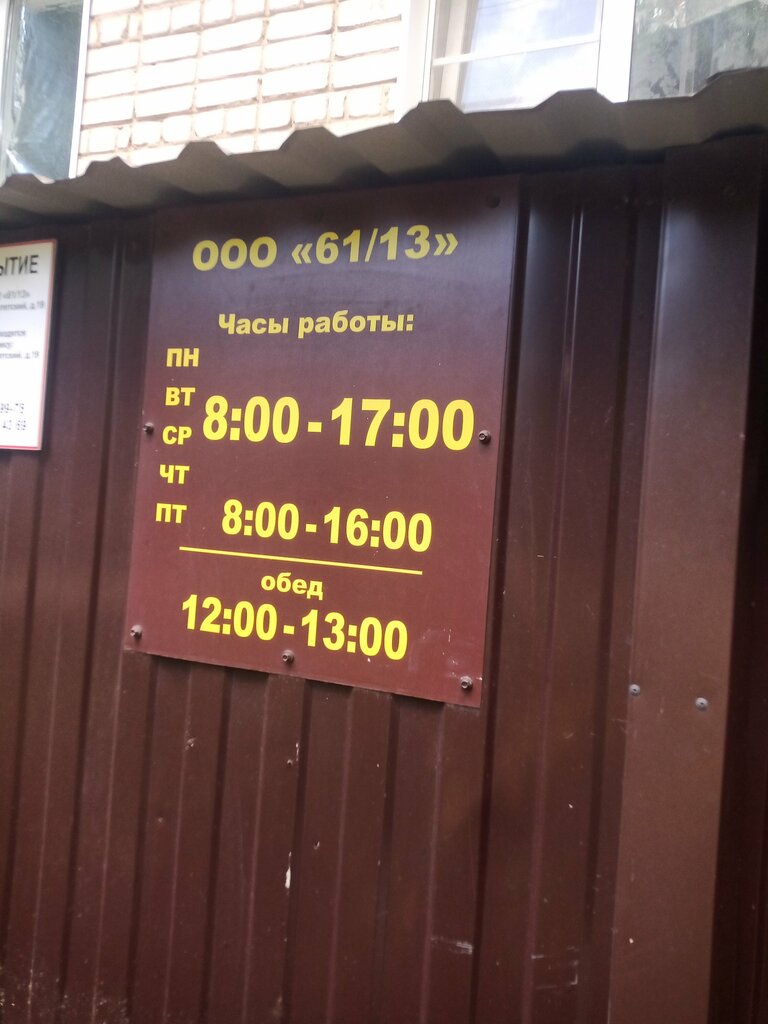 ООО «61/13»
Часы работы:
ПН
ВТ
СР
ЧТ
8:00-17:00
ПТ
8:00-16:00
обед
12:00-13:00
ЫТИЕ